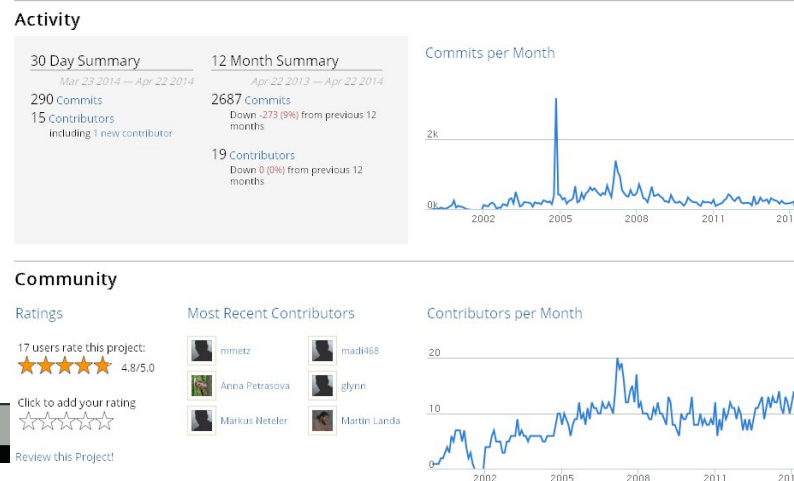 Activity
30 Day Summary
Mar 23 2014 — Apr 22 2014
290 Commits
15 Contributors
including 1 new contributor
12 Month Summary
Apr 22 2013 — Apr 22 2014
2687 Commits
Down -273 (9%) from previous 12
months
19 Contributors
Down 0 (0%) from previous 12
months
Commits per Month
2k
0k
2002 2005 2008 2011 201
Community
Ratings
17 users rate this project:
4.8/5.0
Click to add your rating
Review this Project!
Most Recent Contributors
mmetz
madi468
Anna Petrasova
glynn
Markus Neteler
Martin Landa
Contributors per Month
20
10
0
2002 2005 2008 2011 201